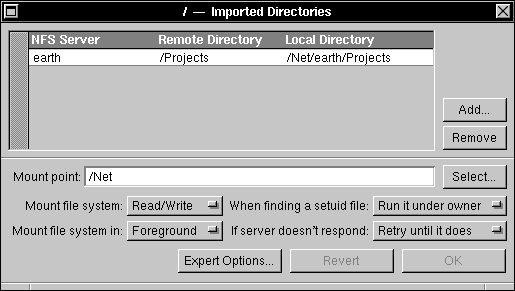 / — Imported Directories
NFS Server Remote Directory Local Directory
earth /Projects /Net/earth/Projects
Add...
Remove
Mount point: /Net Select...
Mount file system: Read/Write When finding a setuid file: Run it under owner
Mount file system in: Foreground If server doesn't respond: Retry until it does
Expert Options... Revert OK